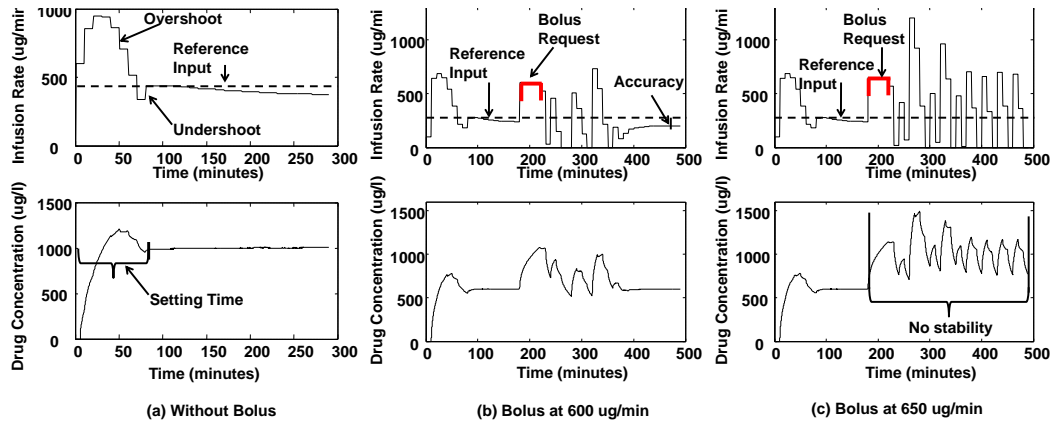 Infusion Rate (ug/mir
1000
500
0
Overshoot
Reference
Input
Undershoot
0 50 100 150 200 250 300
Time (minutes)
Infusion Rate (ug/min)
1000
500
0
Bolus
Request
Reference
Input
Accuracy
0 100 200 300 400 500
Time (minutes)
Infusion Rate (ug/min)
1000
500
0
Bolus
Request
Reference
Input
0 100 200 300 400 500
Time (minutes)
Drug Concentration (ug/l)
1500
1000
500
0
Setting Time
0 50 100 150 200 250 300
Time (minutes)
Drug Concentration (ug/l)
1500
1000
500
0
0 100 200 300 400 500
Time (minutes)
Drug Concentration (ug/l)
1500
1000
500
0
No stability
0 100 200 300 400 500
Time (minutes)
(a) Without Bolus
(b) Bolus at 600 ug/min
(c) Bolus at 650 ug/min